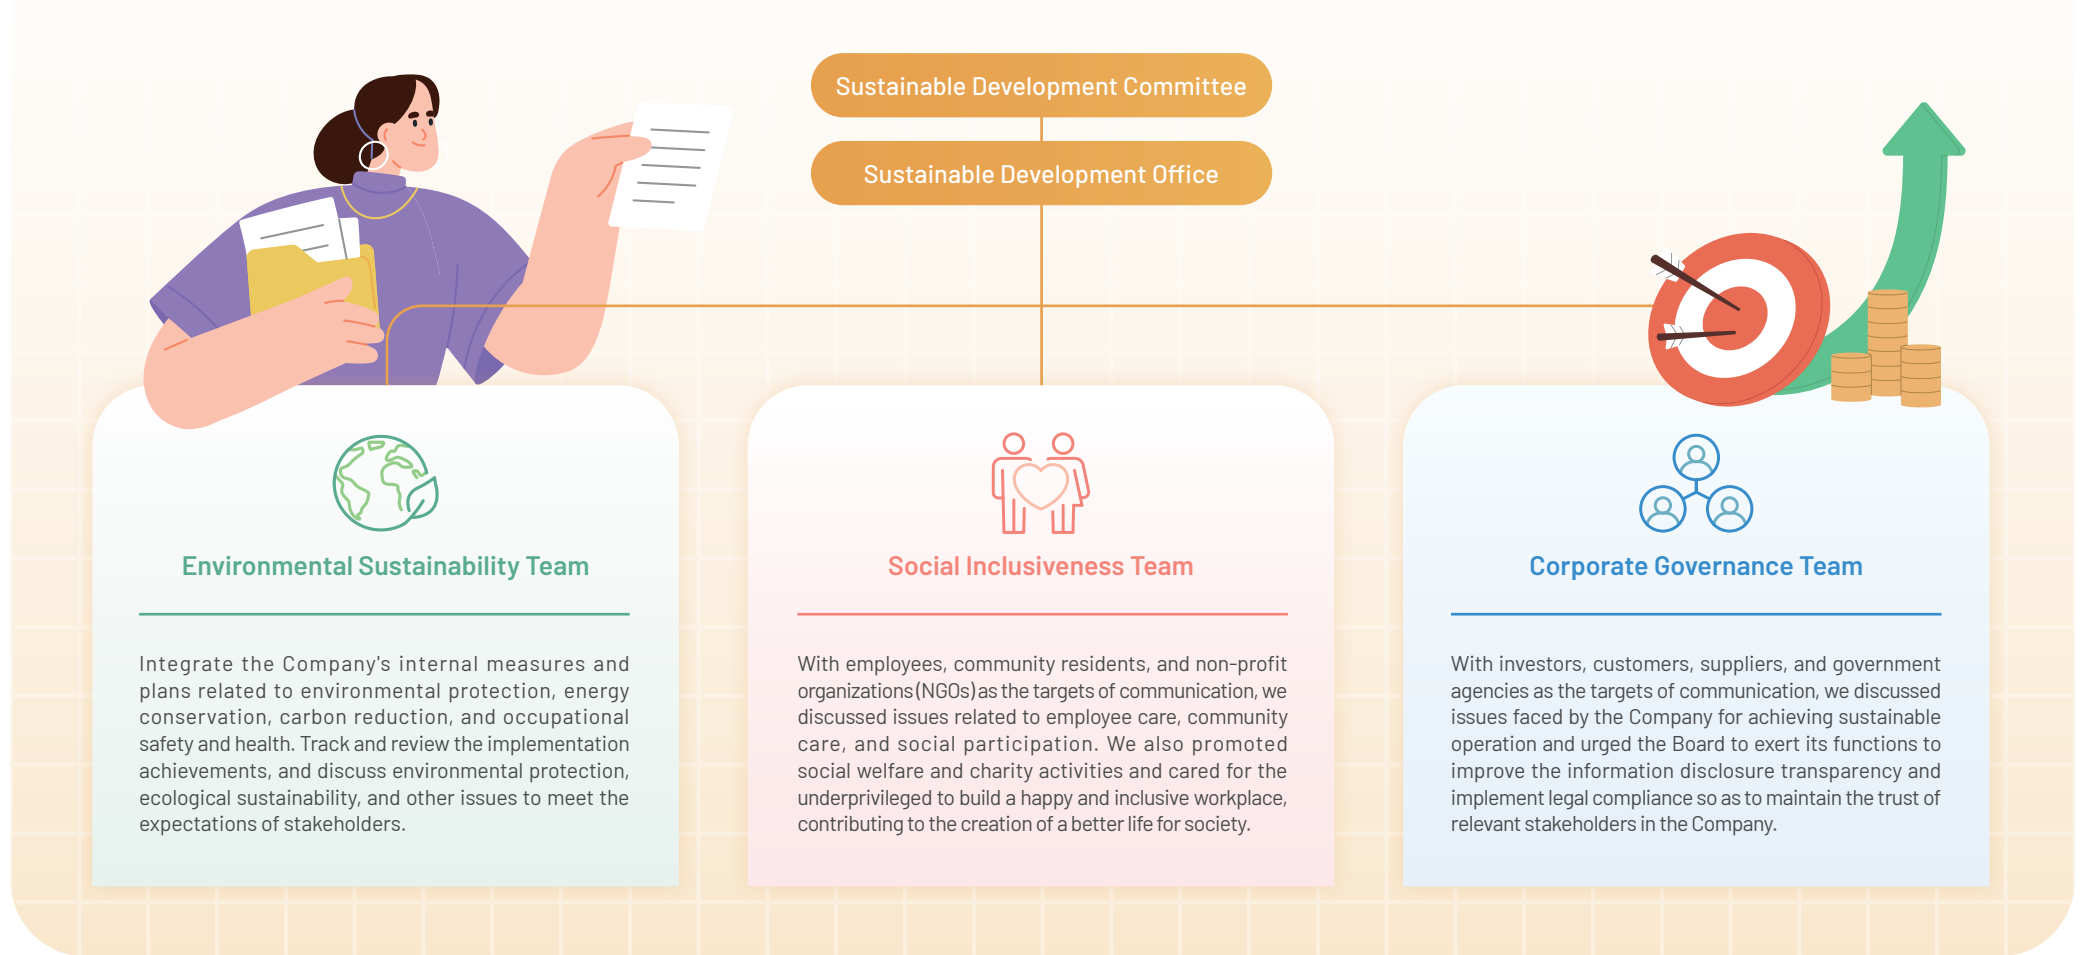 Sustainable Development Committee
Sustainable Development Office
Environmental Sustainability Team
Integrate the Company's internal measures and
plans related to environmental protection, energy
conservation, carbon reduction, and occupational
safety and health. Track and review the implementation
achievements, and discuss environmental protection,
ecological sustainability, and other issues to meet the
expectations of stakeholders.
Social Inclusiveness Team
With employees, community residents, and non-profit
organizations (NGOs) as the targets of communication, we
discussed issues related to employee care, community
care, and social participation. We also promoted
social welfare and charity activities and cared for the
underprivileged to build a happy and inclusive workplace,
contributing to the creation of a better life for society.
Corporate Governance Team
With investors, customers, suppliers, and government
agencies as the targets of communication, we discussed
issues faced by the Company for achieving sustainable
operation and urged the Board to exert its functions to
improve the information disclosure transparency and
implement legal compliance so as to maintain the trust of
relevant stakeholders in the Company.